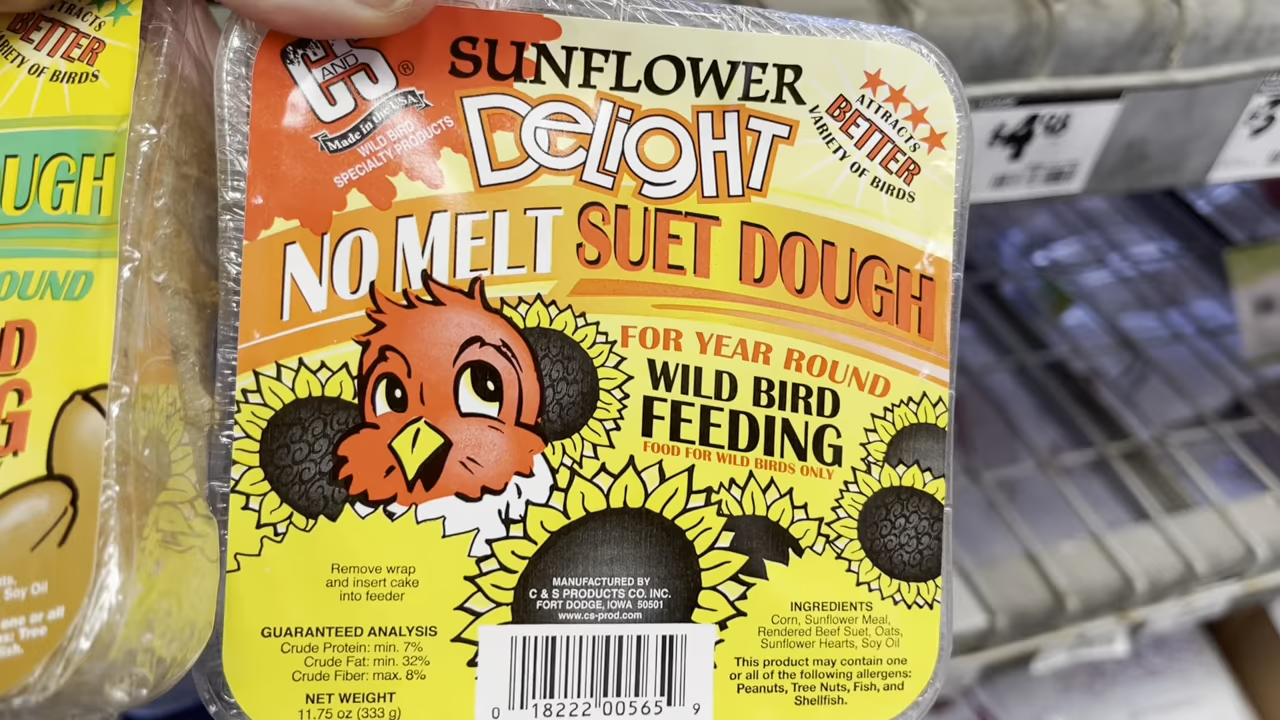 ATTRACTS
BETTER
VARIETY OF BIRDS
UGH
OUND
D
G
Soy Oil
one or all
Tree
C AND S ®
Made in the USA
WILD BIRD
SPECIALTY PRODUCTS
SUNFLOWER
DELIGHT
ATTRACTS
BETTER
VARIETY OF BIRDS
NO MELT SUET DOUGH
FOR YEAR ROUND
WILD BIRD
FEEDING
FOOD FOR WILD BIRDS ONLY
Remove wrap
and insert cake
into feeder
GUARANTEED ANALYSIS
Crude Protein: min. 7%
Crude Fat: min. 32%
Crude Fiber: max. 8%
NET WEIGHT
11.75 oz (333 g)
MANUFACTURED BY
C & S PRODUCTS CO. INC.
FORT DODGE, IOWA 50501
www.cs-prod.com
0 18222 00565 9
INGREDIENTS
Corn, Sunflower Meal,
Rendered Beef Suet, Oats,
Sunflower Hearts, Soy Oil
This product may contain one
or all of the following allergens:
Peanuts, Tree Nuts, Fish, and
Shellfish.